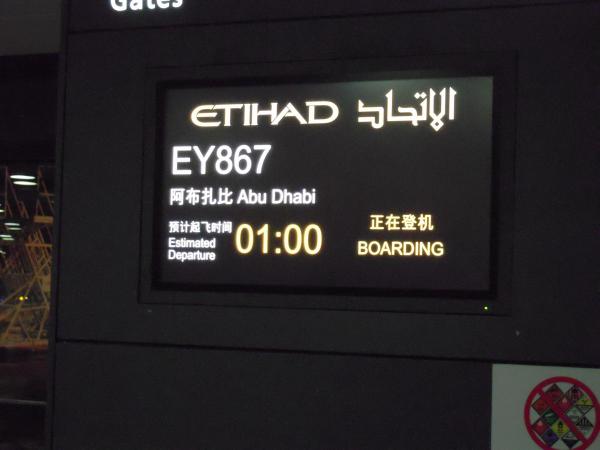 Gates
ETIHAD الإتحاد
EY867
阿布扎比 Abu Dhabi
预计起飞时间
Estimated
Departure
01:00
正在登机
BOARDING